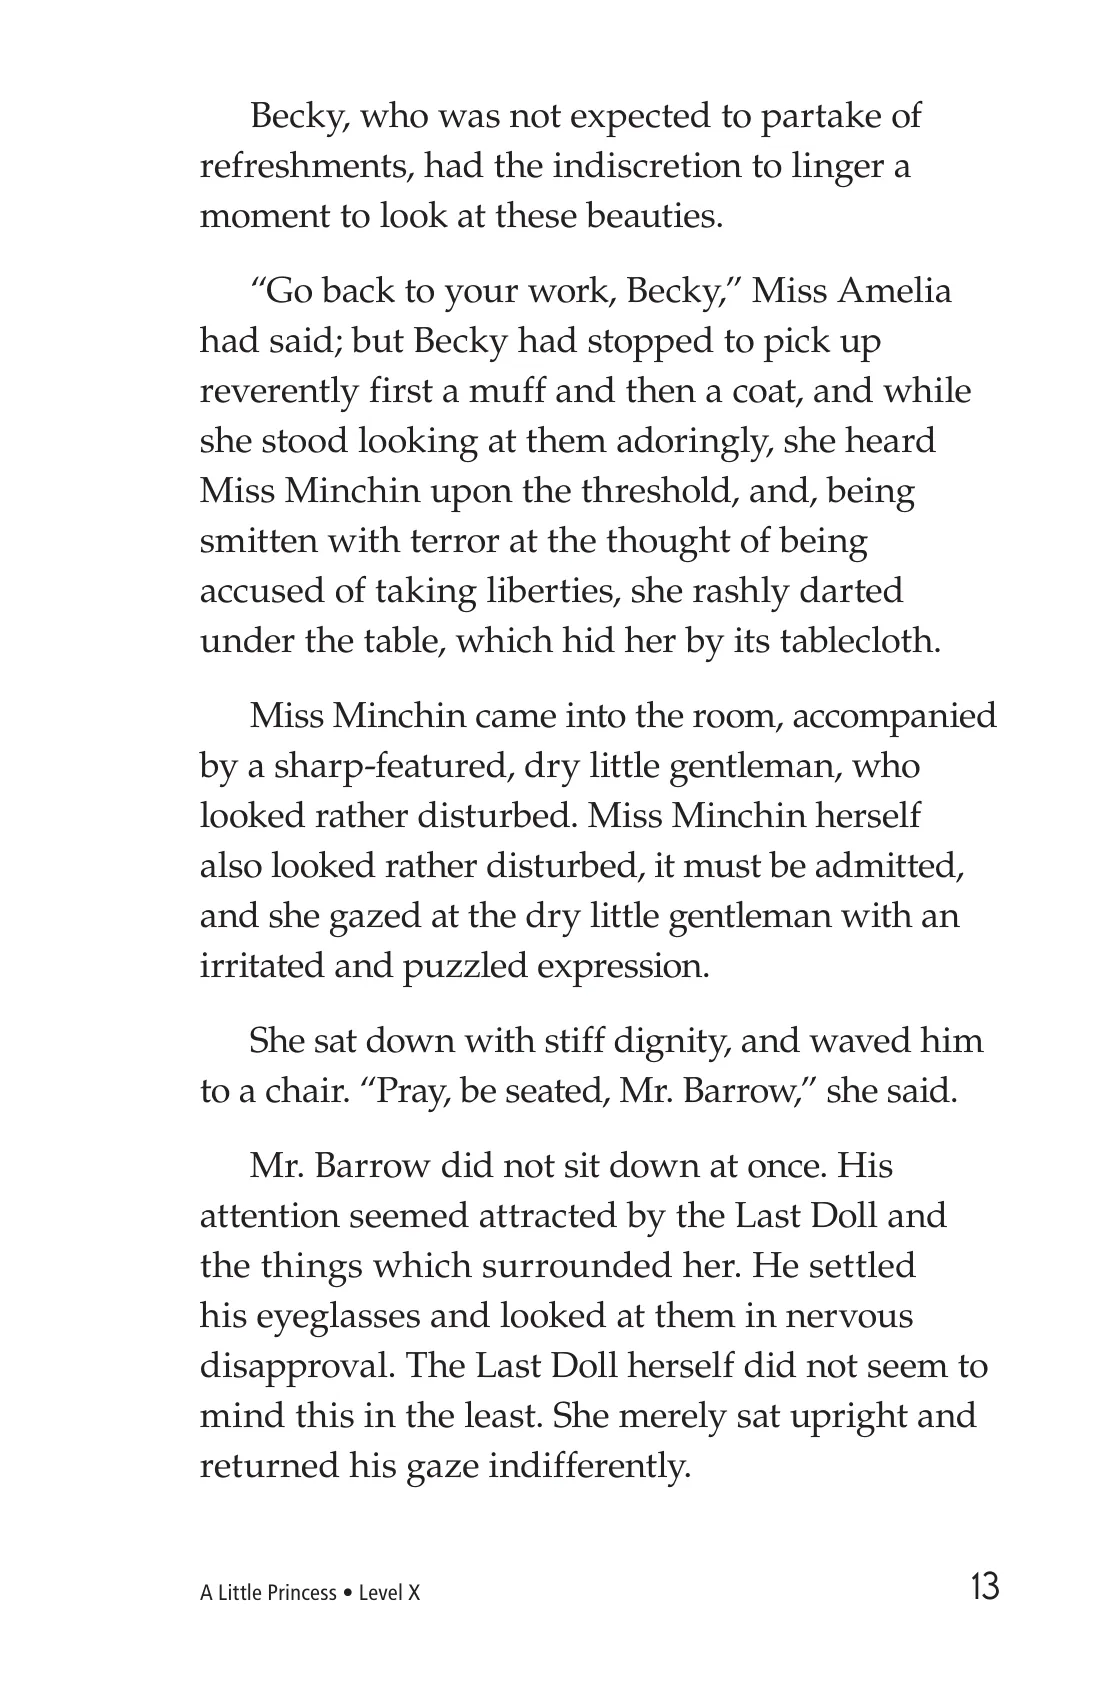 Becky, who was not expected to partake of
refreshments, had the indiscretion to linger a
moment to look at these beauties.
“Go back to your work, Becky,” Miss Amelia
had said; but Becky had stopped to pick up
reverently first a muff and then a coat, and while
she stood looking at them adoringly, she heard
Miss Minchin upon the threshold, and, being
smitten with terror at the thought of being
accused of taking liberties, she rashly darted
under the table, which hid her by its tablecloth.
Miss Minchin came into the room, accompanied
by a sharp-featured, dry little gentleman, who
looked rather disturbed. Miss Minchin herself
also looked rather disturbed, it must be admitted,
and she gazed at the dry little gentleman with an
irritated and puzzled expression.
She sat down with stiff dignity, and waved him
to a chair. “Pray, be seated, Mr. Barrow,” she said.
Mr. Barrow did not sit down at once. His
attention seemed attracted by the Last Doll and
the things which surrounded her. He settled
his eyeglasses and looked at them in nervous
disapproval. The Last Doll herself did not seem to
mind this in the least. She merely sat upright and
returned his gaze indifferently.
A Little Princess • Level X
13